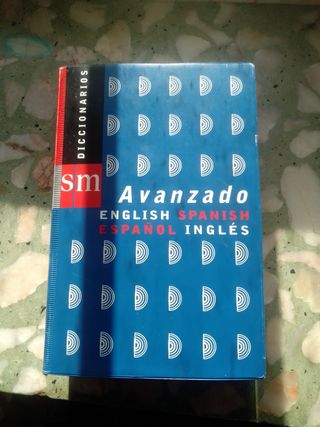 DICCIONARIOS
sm
Avanzado
ENGLISH SPANISH
ESPAÑOL INGLÉS